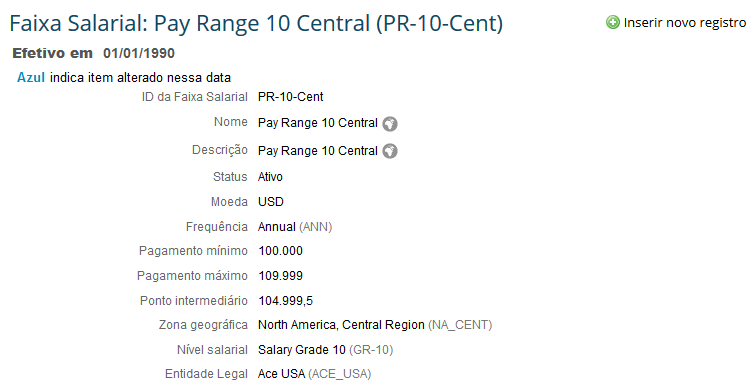 Faixa Salarial: Pay Range 10 Central (PR-10-Cent)
Inserir novo registro
Efetivo em 01/01/1990
Azul indica item alterado nessa data
ID da Faixa Salarial PR-10-Cent
Nome Pay Range 10 Central
Descrição Pay Range 10 Central
Status Ativo
Moeda USD
Frequência Annual (ANN)
Pagamento mínimo 100.000
Pagamento máximo 109.999
Ponto intermediário 104.999,5
Zona geográfica North America, Central Region (NA_CENT)
Nível salarial Salary Grade 10 (GR-10)
Entidade Legal Ace USA (ACE_USA)